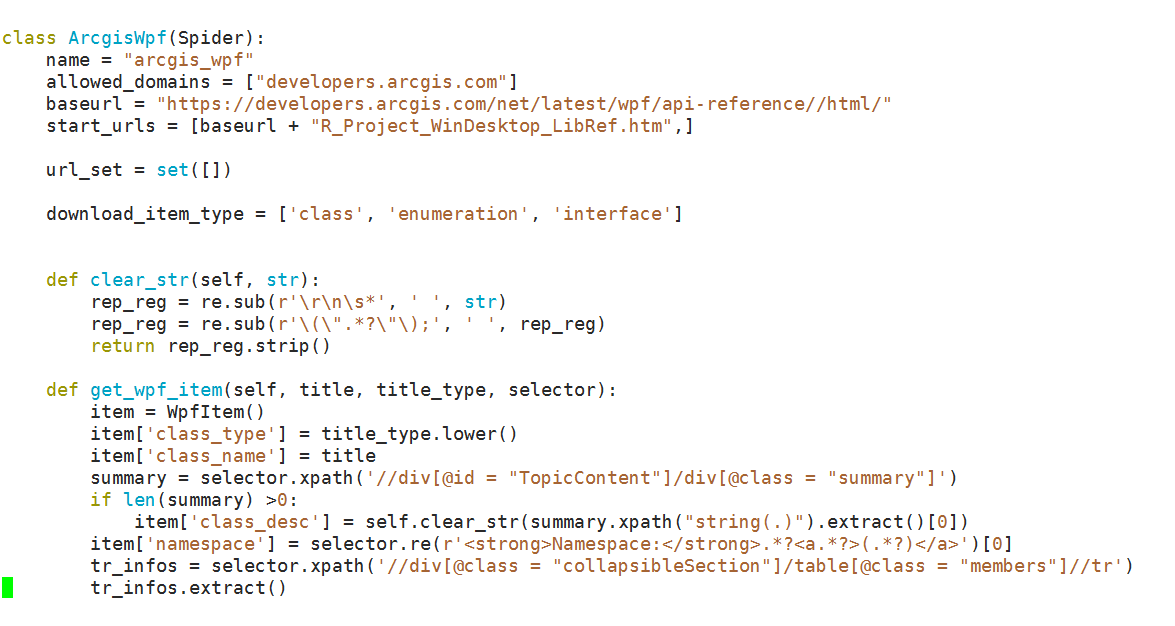 class ArcgisWpf(Spider):
    name = "arcgis_wpf"
    allowed_domains = ["developers.arcgis.com"]
    baseurl = "https://developers.arcgis.com/net/latest/wpf/api-reference//html/"
    start_urls = [baseurl + "R_Project_WinDesktop_LibRef.htm",]
    url_set = set([])
    download_item_type = ['class', 'enumeration', 'interface']
    def clear_str(self, str):
        rep_reg = re.sub(r'\r\n\s*', ' ', str)
        rep_reg = re.sub(r'\(\".*?\"\);', ' ', rep_reg)
        return rep_reg.strip()
    def get_wpf_item(self, title, title_type, selector):
        item = WpfItem()
        item['class_type'] = title_type.lower()
        item['class_name'] = title
        summary = selector.xpath('//div[@id = "TopicContent"]/div[@class = "summary"]')
        if len(summary) >0:
            item['class_desc'] = self.clear_str(summary.xpath("string(.)").extract()[0])
        item['namespace'] = selector.re(r'<strong>Namespace:</strong>.*?<a.*?>(.*?)</a>')[0]
        tr_infos = selector.xpath('//div[@class = "collapsibleSection"]/table[@class = "members"]//tr')
        tr_infos.extract()